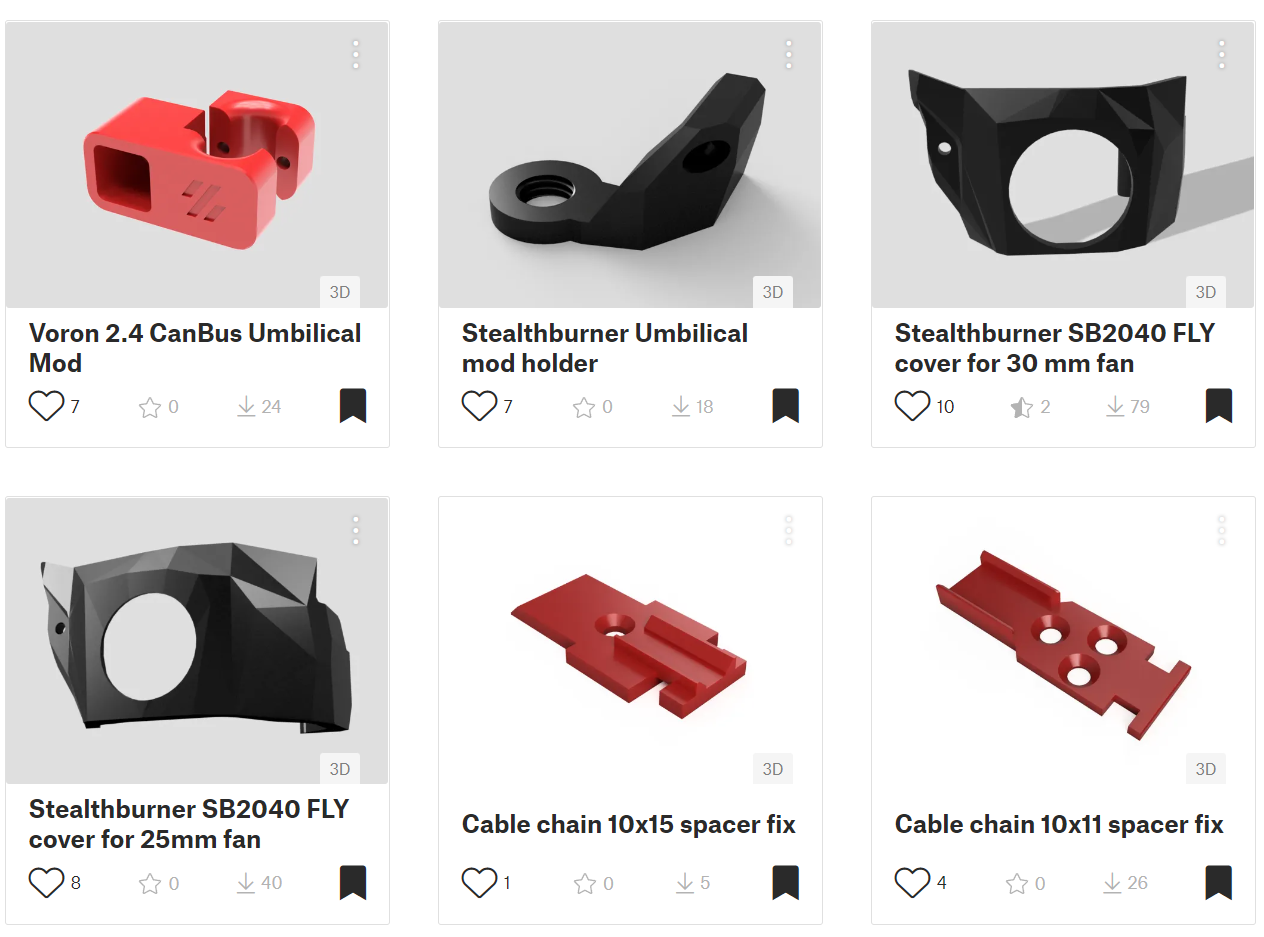 3D
3D
3D
Voron 2.4 CanBus Umbilical
Mod
7 0 24
Stealthburner Umbilical
mod holder
7 0 18
Stealthburner SB2040 FLY
cover for 30 mm fan
10 2 79
3D
3D
3D
Stealthburner SB2040 FLY
cover for 25mm fan
8 0 40
Cable chain 10x15 spacer fix
1 0 5
Cable chain 10x11 spacer fix
4 0 26